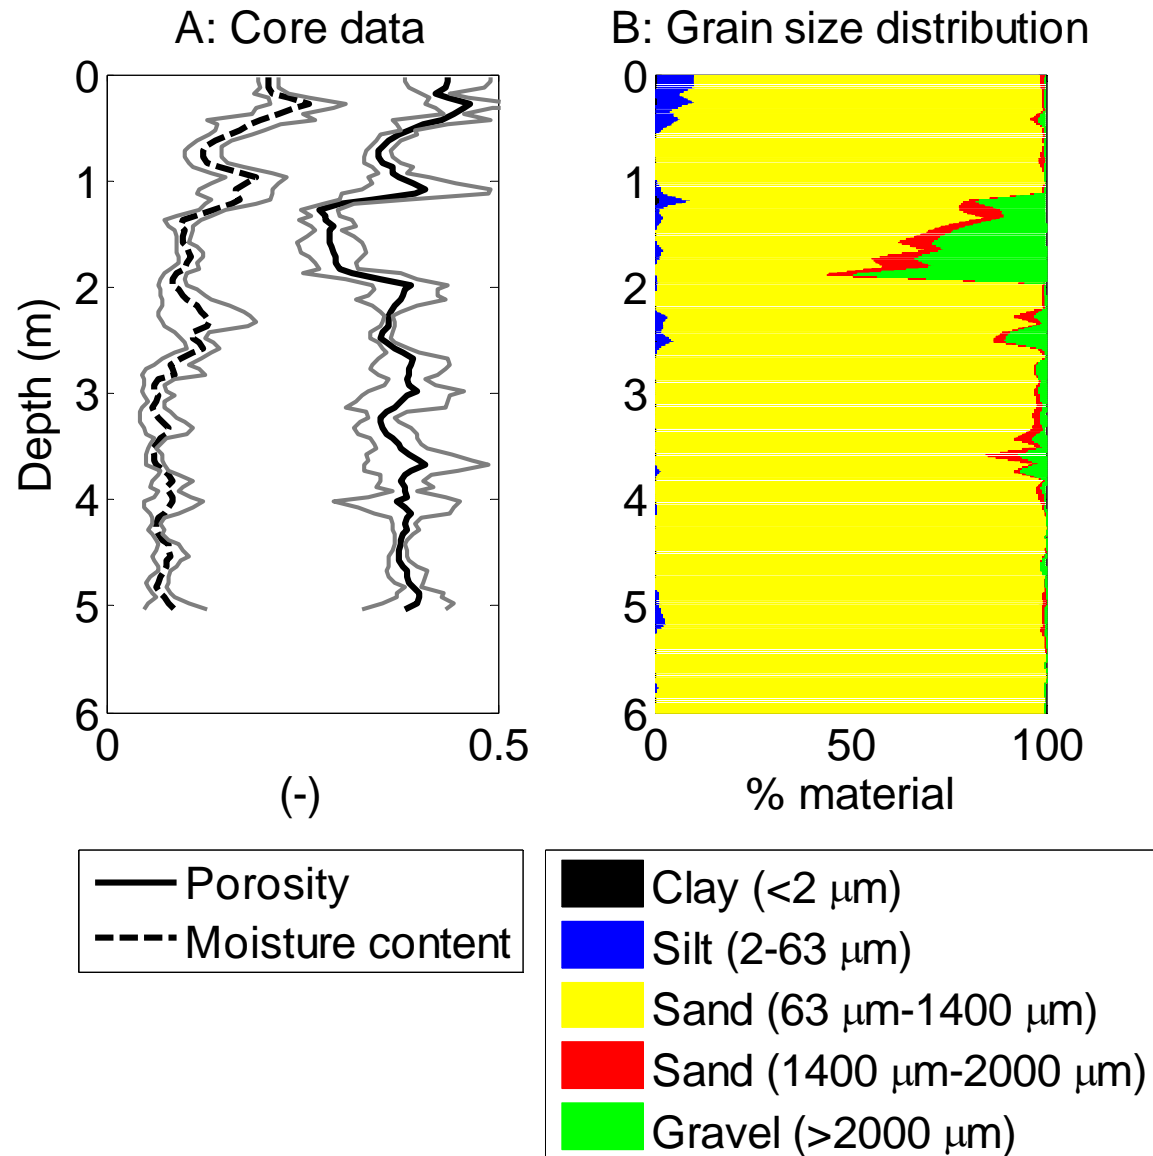 A: Core data
B: Grain size distribution
Depth (m)
0
1
2
3
4
5
6
0
0.5
(-)
0
1
2
3
4
5
6
0
50
100
% material
Porosity
Moisture content
Clay (<2 μm)
Silt (2-63 μm)
Sand (63 μm-1400 μm)
Sand (1400 μm-2000 μm)
Gravel (>2000 μm)